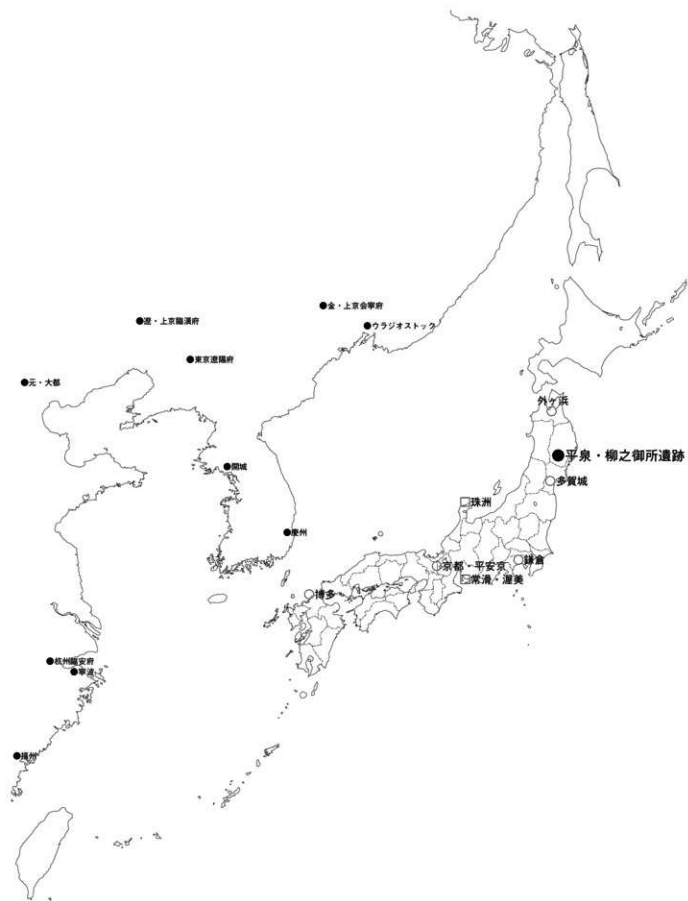 ●金・上京会寧府
●遼・上京臨潢府
●ウラジオストック
●東京遼陽府
●元・大都
外ヶ浜
●平泉・柳之御所遺跡
●開城
多賀城
珠洲
●慶州
鎌倉
京都・平安京
常滑・渥美
博多
●杭州臨安府
●寧波